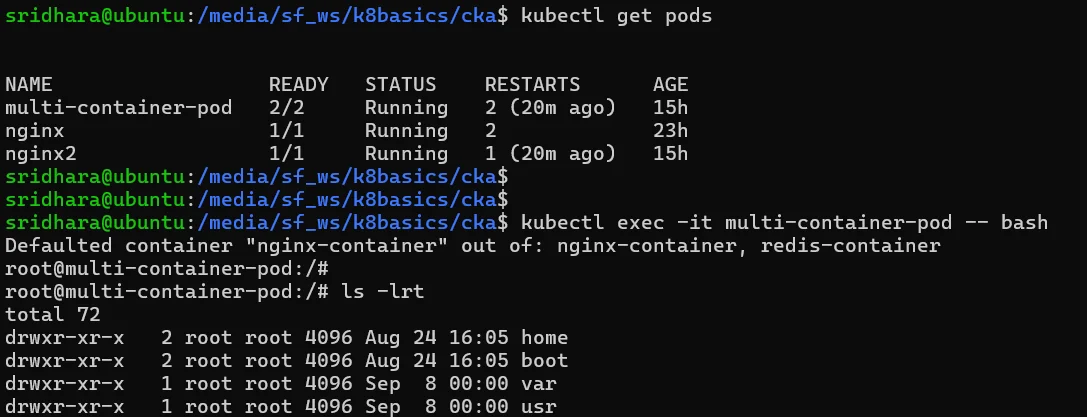 sridhara@ubuntu:/media/sf_ws/k8basics/cka$ kubectl get pods
NAME                  READY   STATUS    RESTARTS      AGE
multi-container-pod   2/2     Running   2 (20m ago)   15h
nginx                 1/1     Running   2             23h
nginx2                1/1     Running   1 (20m ago)   15h
sridhara@ubuntu:/media/sf_ws/k8basics/cka$
sridhara@ubuntu:/media/sf_ws/k8basics/cka$
sridhara@ubuntu:/media/sf_ws/k8basics/cka$ kubectl exec -it multi-container-pod -- bash
Defaulted container "nginx-container" out of: nginx-container, redis-container
root@multi-container-pod:/#
root@multi-container-pod:/# ls -lrt
total 72
drwxr-xr-x   2 root root 4096 Aug 24 16:05 home
drwxr-xr-x   2 root root 4096 Aug 24 16:05 boot
drwxr-xr-x   1 root root 4096 Sep  8 00:00 var
drwxr-xr-x   1 root root 4096 Sep  8 00:00 usr